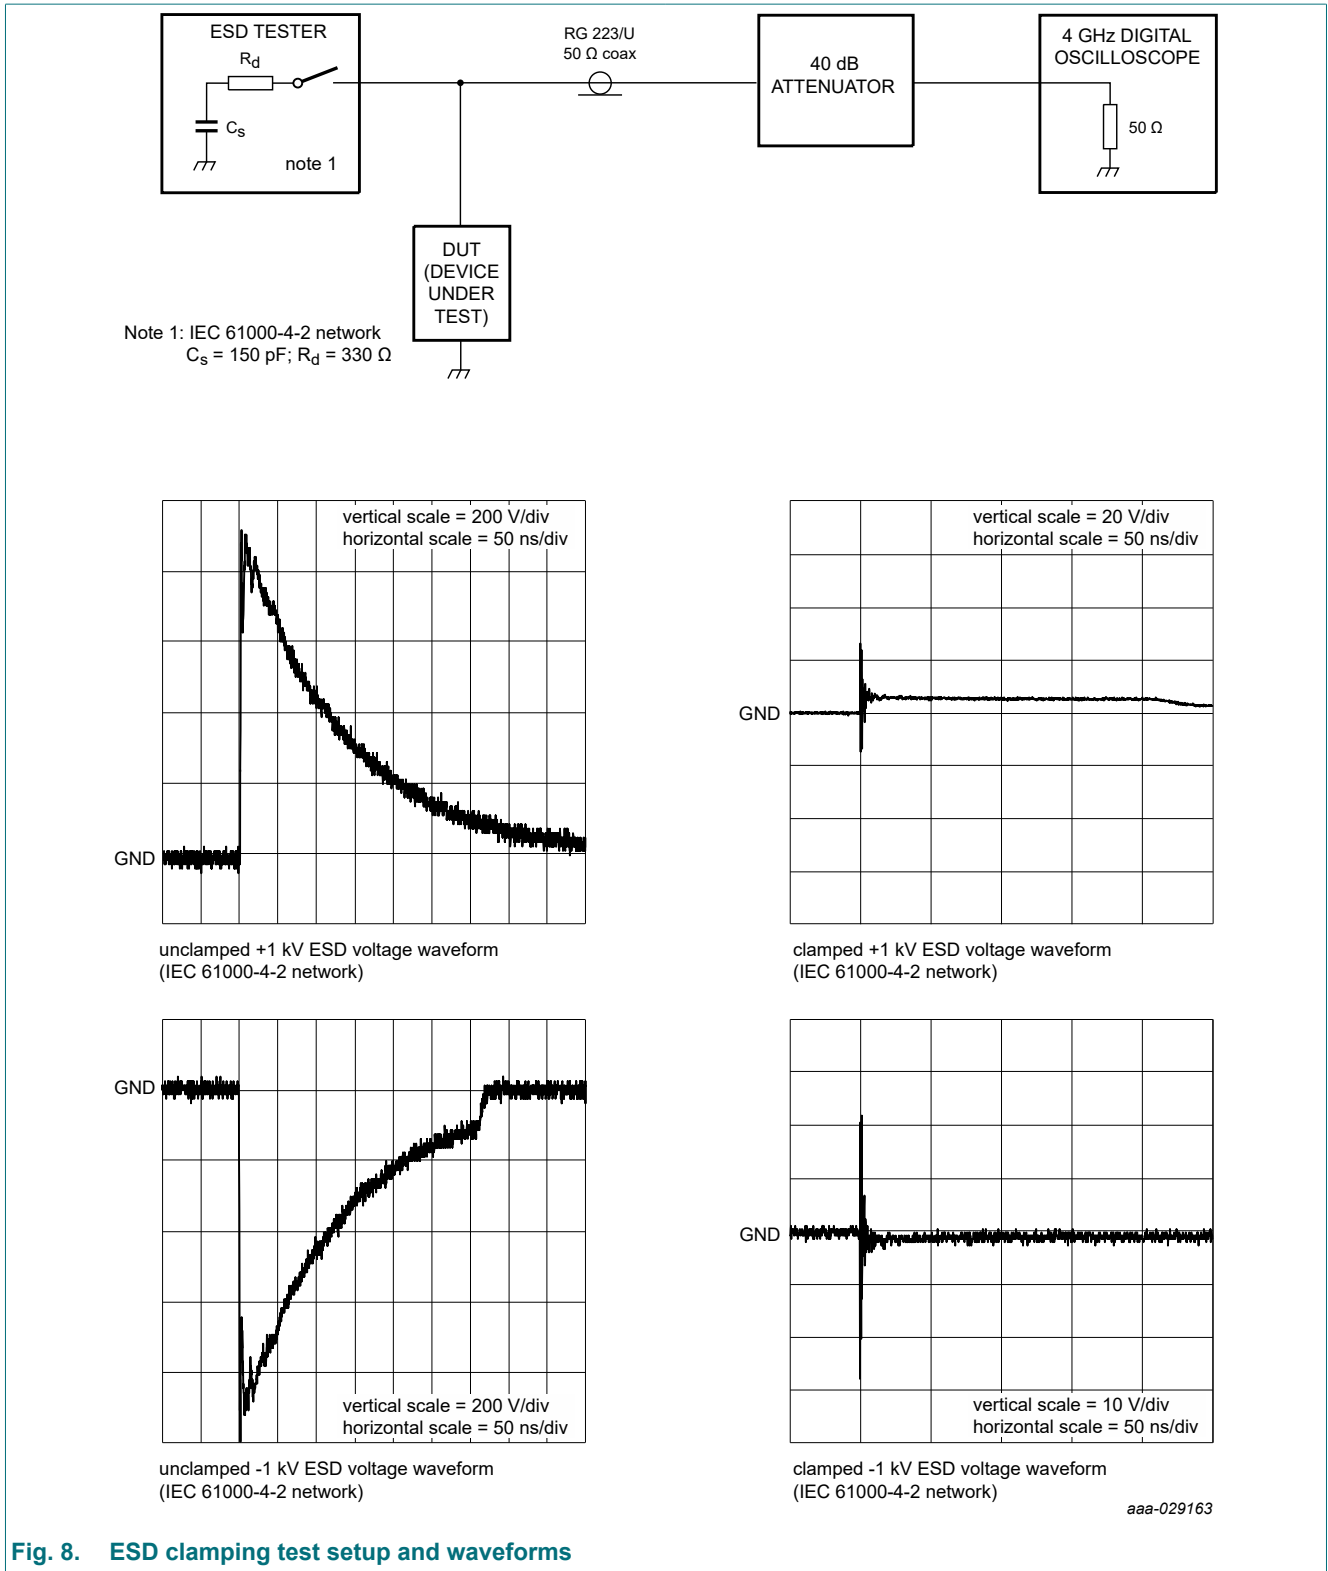 ESD TESTER
Rd
Cs
note 1
RG 223/U
50 Ω coax
40 dB
ATTENUATOR
4 GHz DIGITAL
OSCILLOSCOPE
50 Ω
DUT
(DEVICE
UNDER
TEST)
Note 1: IEC 61000-4-2 network
Cs = 150 pF; Rd = 330 Ω
vertical scale = 200 V/div
horizontal scale = 50 ns/div
GND
unclamped +1 kV ESD voltage waveform
(IEC 61000-4-2 network)
vertical scale = 20 V/div
horizontal scale = 50 ns/div
GND
clamped +1 kV ESD voltage waveform
(IEC 61000-4-2 network)
GND
vertical scale = 200 V/div
horizontal scale = 50 ns/div
unclamped -1 kV ESD voltage waveform
(IEC 61000-4-2 network)
GND
vertical scale = 10 V/div
horizontal scale = 50 ns/div
clamped -1 kV ESD voltage waveform
(IEC 61000-4-2 network)
aaa-029163
Fig. 8. ESD clamping test setup and waveforms